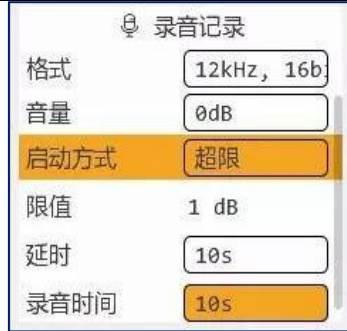 录音记录
格式 12kHz, 16b
音量 0dB
启动方式 超限
限值 1 dB
延时 10s
录音时间 10s